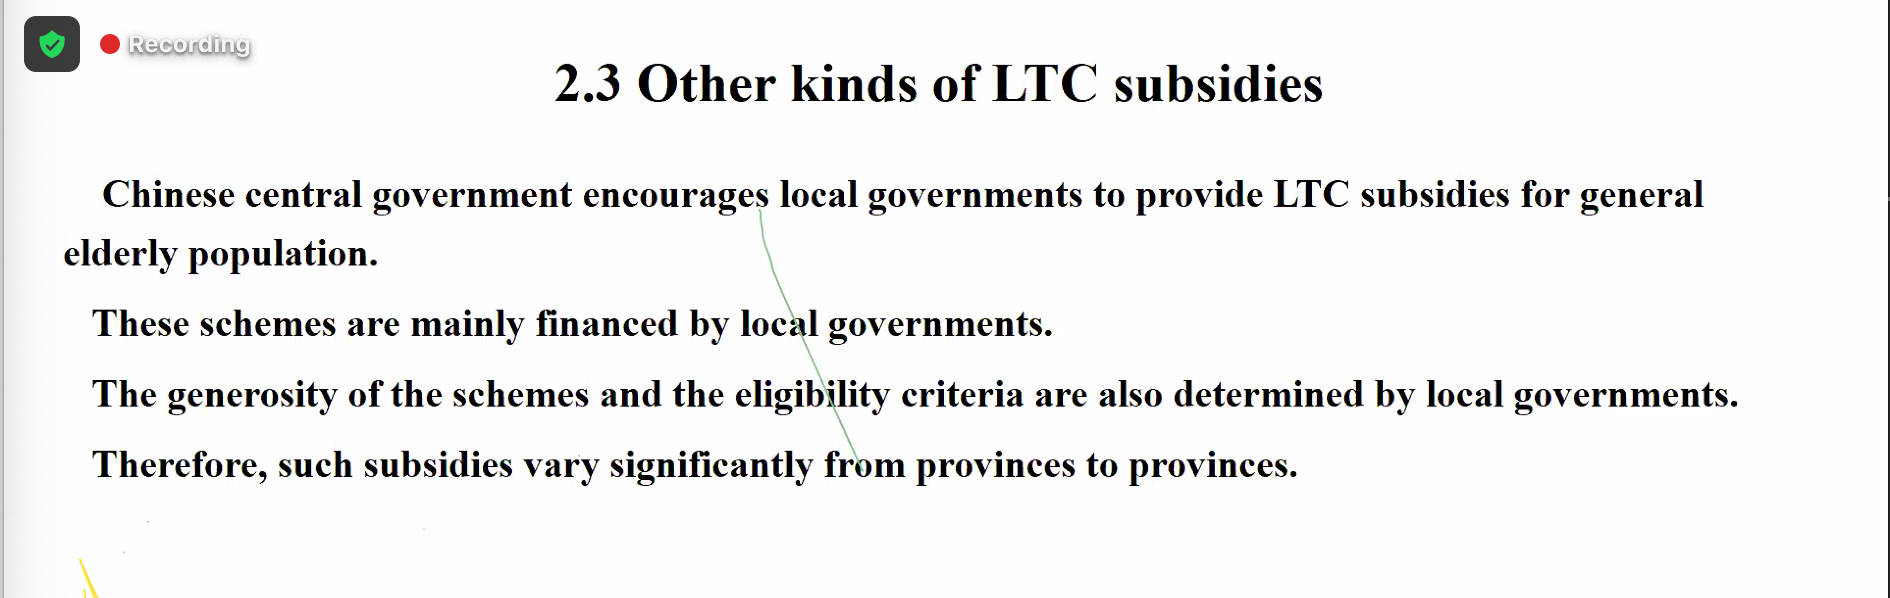 Recording
2.3 Other kinds of LTC subsidies
Chinese central government encourages local governments to provide LTC subsidies for general
elderly population.
These schemes are mainly financed by local governments.
The generosity of the schemes and the eligibility criteria are also determined by local governments.
Therefore, such subsidies vary significantly from provinces to provinces.